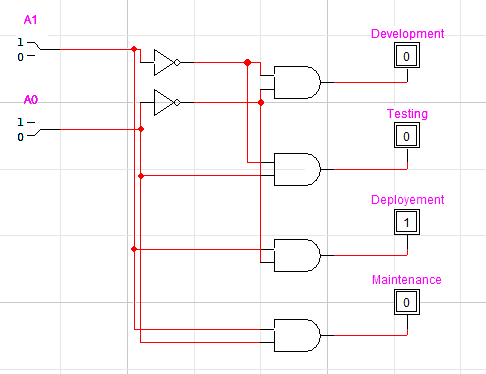 A1
1
0
A0
1
0
Development
0
Testing
0
Deployement
1
Maintenance
0